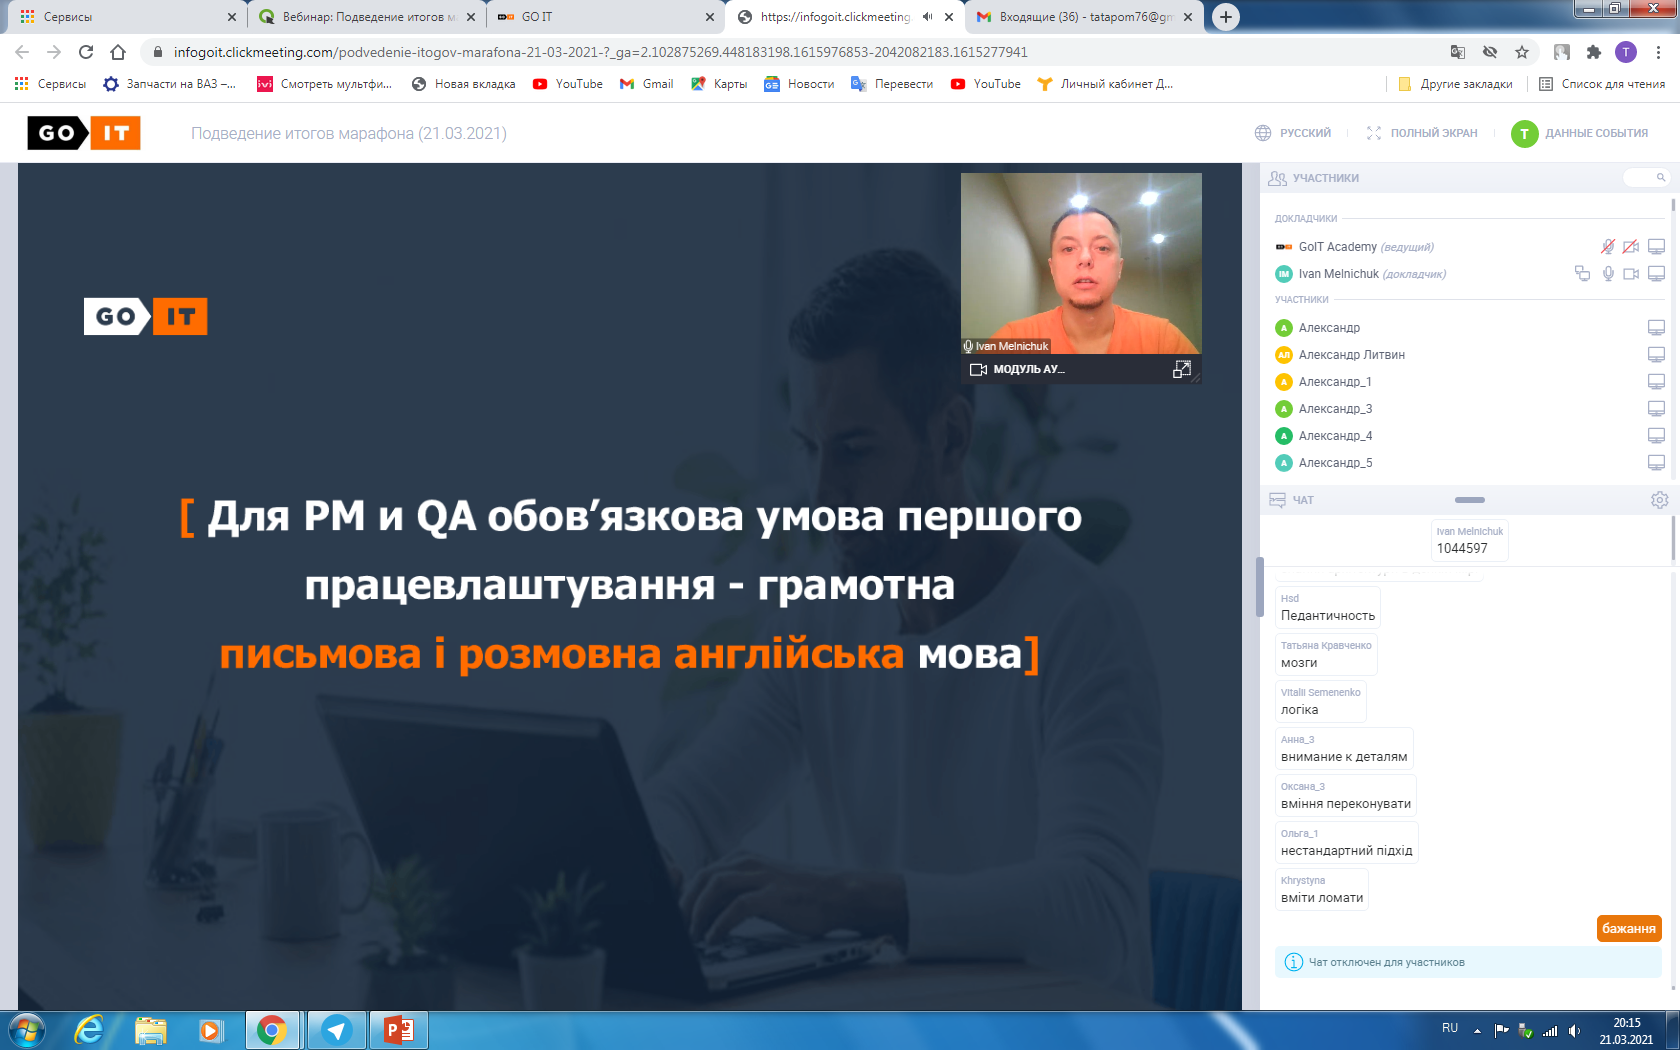 Сервисы
Вебинар: Подведение итогов м
GO IT
https://infogoit.clickmeeting.
Входящие (36) - tatapom76@gm
infogoit.clickmeeting.com/podvedenie-itogov-marafona-21-03-2021-?_ga=2.102875269.448183198.1615976853-2042082183.1615277941
T
Сервисы
Запчасти на ВАЗ –...
ivi
Смотреть мультфи...
Новая вкладка
YouTube
Gmail
Карты
Новости
Перевести
YouTube
Личный кабинет Д...
Другие закладки
Список для чтения
GO IT
Подведение итогов марафона (21.03.2021)
РУССКИЙ
ПОЛНЫЙ ЭКРАН
T
ДАННЫЕ СОБЫТИЯ
GO IT
Ivan Melnichuk
МОДУЛЬ АУ...
[ Для PM и QA обов’язкова умова першого
працевлаштування - грамотна
письмова і розмовна англійська мова]
УЧАСТНИКИ
ДОКЛАДЧИКИ
GoIT Academy (ведущий)
IM Ivan Melnichuk (докладчик)
УЧАСТНИКИ
А Александр
АЛ Александр Литвин
А Александр_1
А Александр_3
А Александр_4
А Александр_5
ЧАТ
Ivan Melnichuk
1044597
Hsd
Педантичность
Татьяна Кравченко
мозги
Vitalii Semenenko
логіка
Анна_3
внимание к деталям
Оксана_3
вміння переконувати
Ольга_1
нестандартний підхід
Khrystyna
вміти ломати
бажання
Чат отключен для участников
RU
20:15
21.03.2021